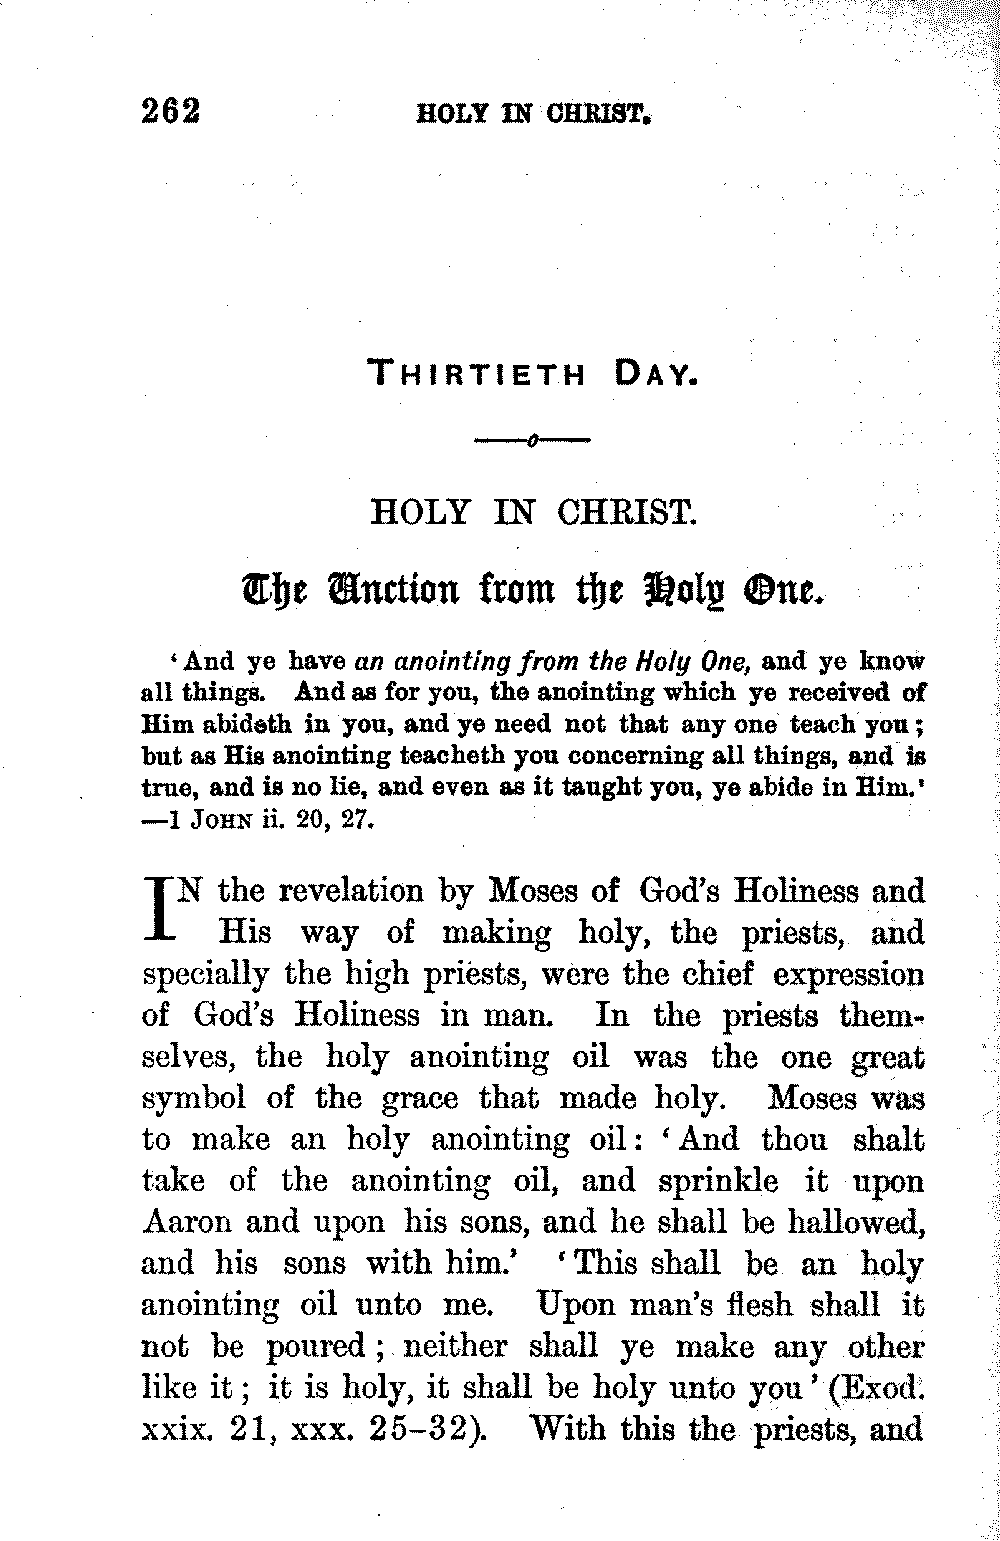 262 HOLY IN CHRIST.
THIRTIETH DAY.
HOLY IN CHRIST.
The Unction from the Holy One.
‘And ye have an anointing from the Holy One, and ye know
all things. And as for you, the anointing which ye received of
Him abideth in you, and ye need not that any one teach you;
but as His anointing teacheth you concerning all things, and is
true, and is no lie, and even as it taught you, ye abide in Him.’
—1 JOHN ii. 20, 27.
IN the revelation by Moses of God’s Holiness and
His way of making holy, the priests, and
specially the high priests, were the chief expression
of God’s Holiness in man. In the priests them-
selves, the holy anointing oil was the one great
symbol of the grace that made holy. Moses was
to make an holy anointing oil: ‘And thou shalt
take of the anointing oil, and sprinkle it upon
Aaron and upon his sons, and he shall be hallowed,
and his sons with him.’ ‘This shall be an holy
anointing oil unto me. Upon man’s flesh shall it
not be poured; neither shall ye make any other
like it; it is holy, it shall be holy unto you’ (Exod.
xxix. 21, xxx. 25–32). With this the priests, and